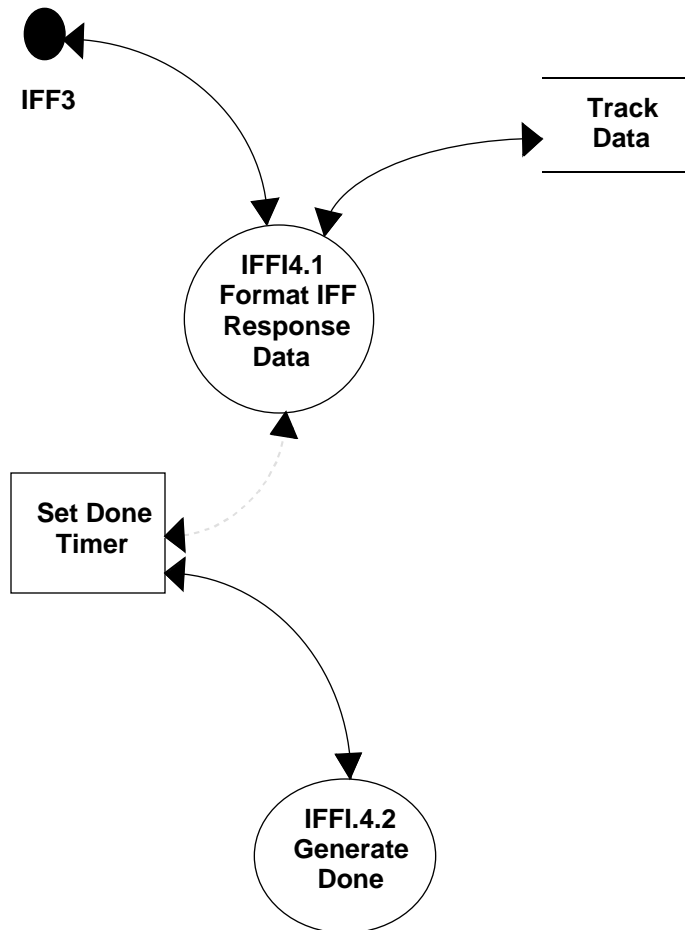 IFF3
Track
Data
IFFI4.1
Format IFF
Response
Data
Set Done
Timer
IFFI.4.2
Generate
Done